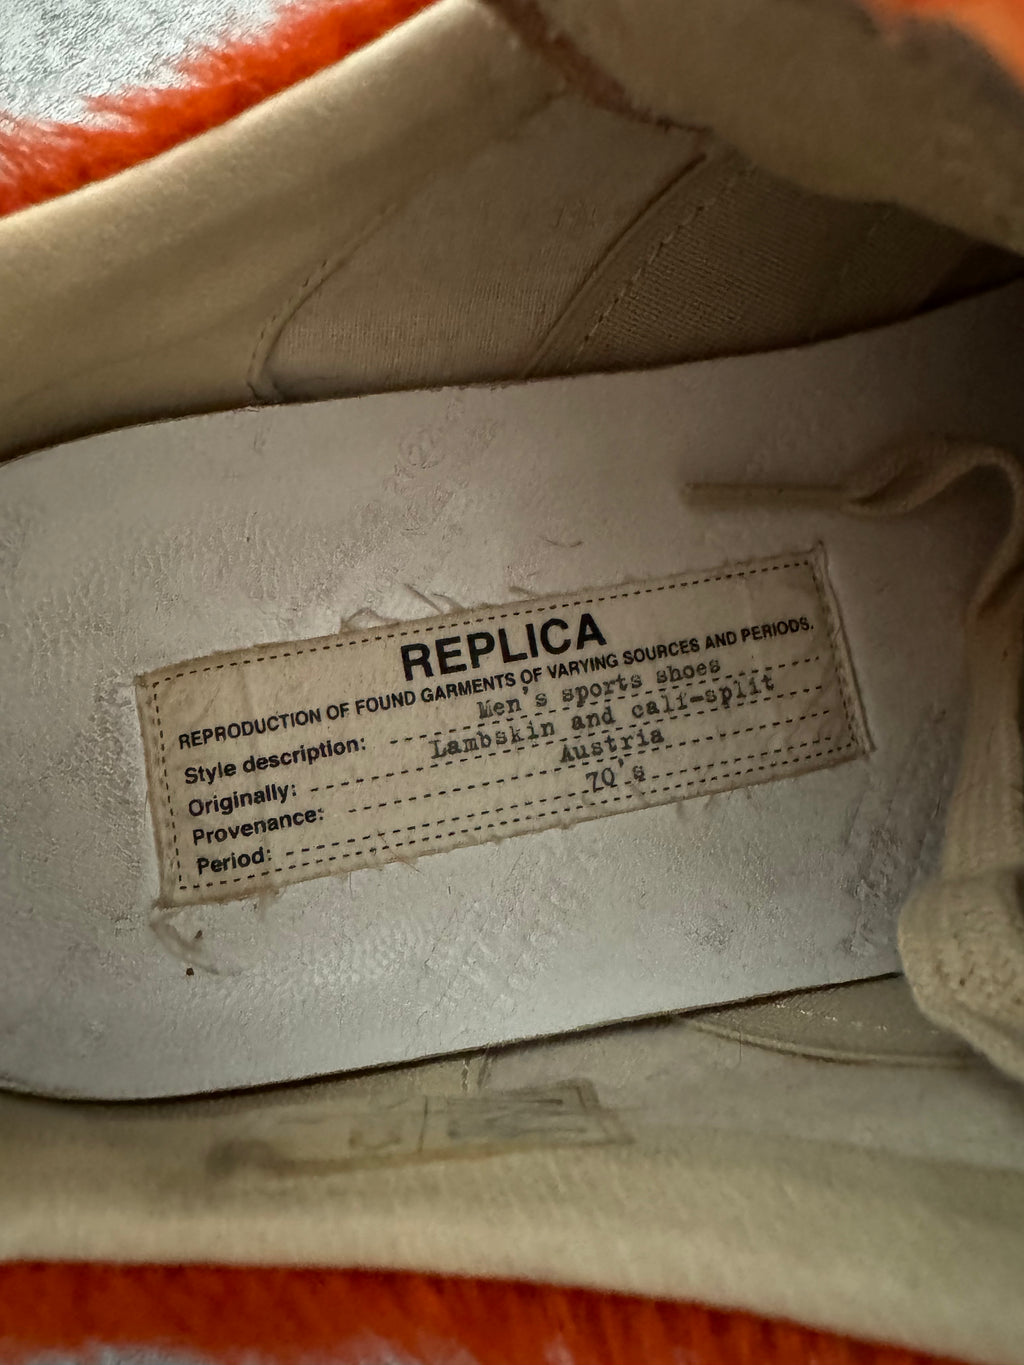 REPLICA
REPRODUCTION OF FOUND GARMENTS OF VARYING SOURCES AND PERIODS.
Style description: Men's sports shoes
Originally: Lambskin and calf-split
Provenance: Austria
Period: 70's